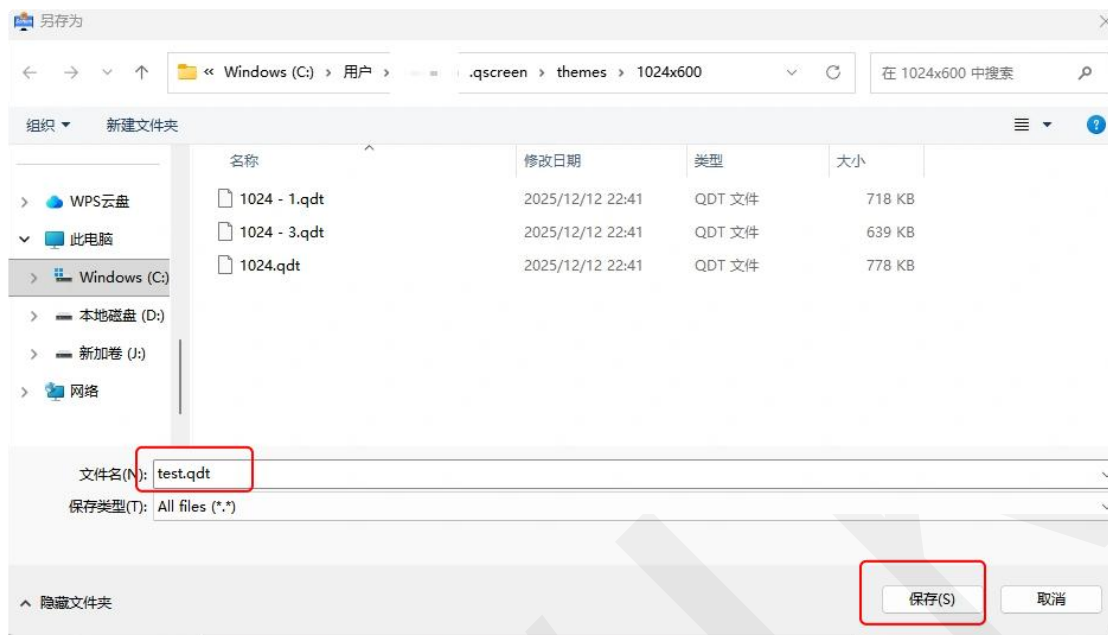 另存为
« Windows (C:) › 用户 › .qscreen › themes › 1024x600
在 1024x600 中搜索
组织 新建文件夹
名称 修改日期 类型 大小
WPS云盘
此电脑
Windows (C:)
本地磁盘 (D:)
新加卷 (J:)
网络
1024 - 1.qdt 2025/12/12 22:41 QDT 文件 718 KB
1024 - 3.qdt 2025/12/12 22:41 QDT 文件 639 KB
1024.qdt 2025/12/12 22:41 QDT 文件 778 KB
文件名(N): test.qdt
保存类型(T): All files (*.*)
隐藏文件夹
保存(S) 取消